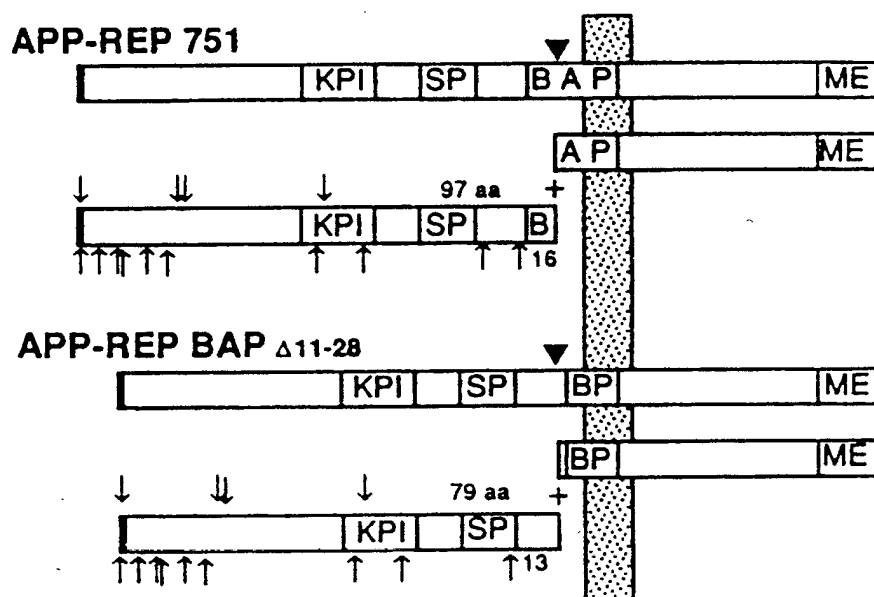 APP-REP 751
KPI SP B A P ME
A P ME
97 aa +
KPI SP B
16
APP-REP BAP Δ11-28
KPI SP BP ME
BP ME
79 aa +
KPI SP
13